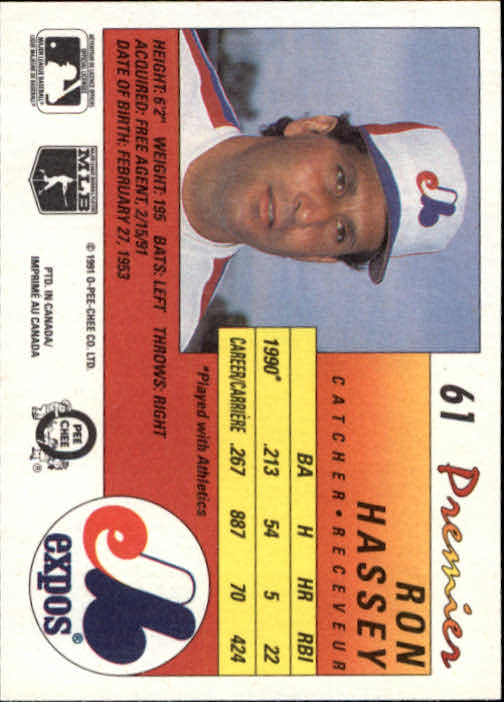 61 Premier
RON
HASSEY
CATCHER • RECEVEUR
BA H HR RBI
1990* .213 54 5 22
CAREER/CARRIÈRE .267 887 70 424
*Played with Athletics
HEIGHT: 6'2" WEIGHT: 195 BATS: LEFT THROWS: RIGHT
ACQUIRED: FREE AGENT, 2/15/91
DATE OF BIRTH: FEBRUARY 27, 1953
expos®
MLB
© 1991 O-PEE-CHEE CO. LTD.
PTD. IN CANADA/
IMPRIMÉ AU CANADA
O
PEE
CHEE
®